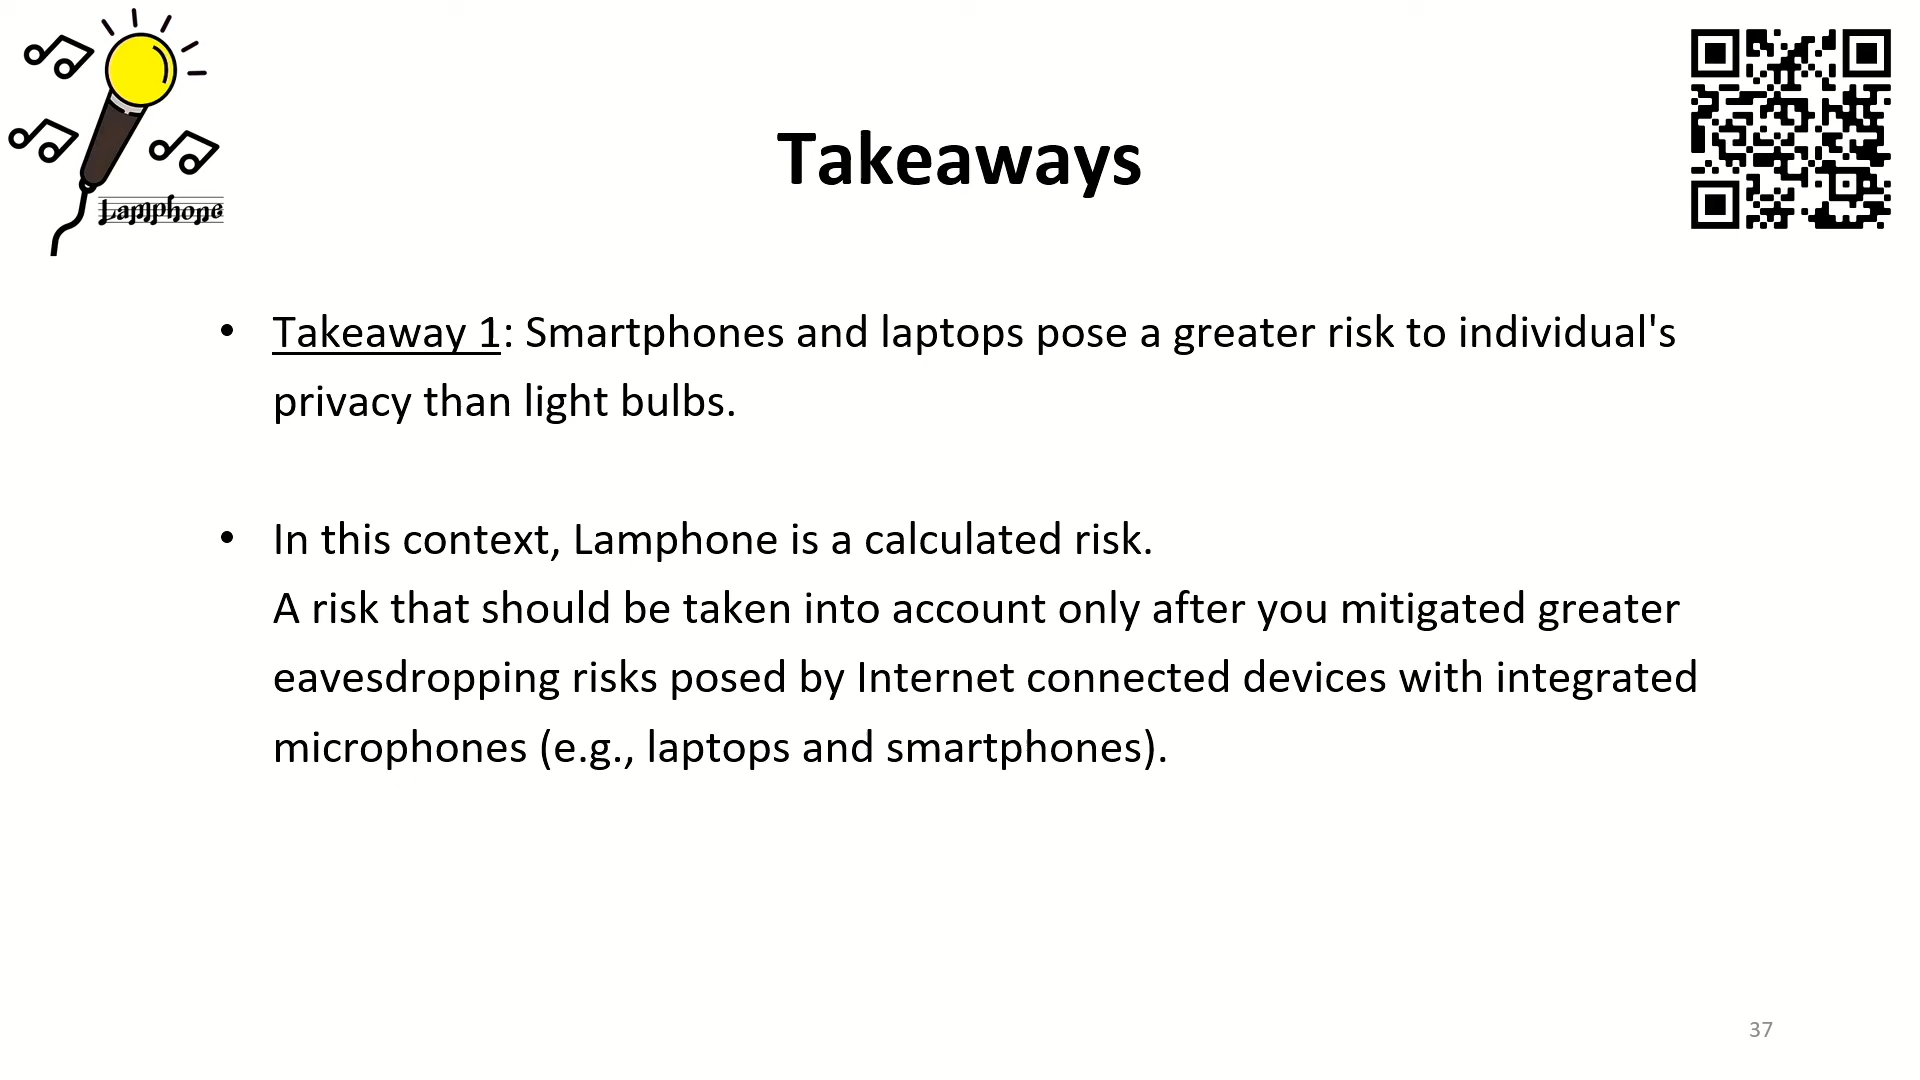 Lamphone
Takeaways
• Takeaway 1: Smartphones and laptops pose a greater risk to individual's
privacy than light bulbs.
• In this context, Lamphone is a calculated risk.
A risk that should be taken into account only after you mitigated greater
eavesdropping risks posed by Internet connected devices with integrated
microphones (e.g., laptops and smartphones).
37